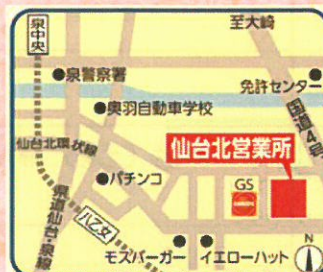 至大崎
泉中央
泉警察署
免許センター
奥羽自動車学校
国道4号
仙台北環状線
仙台北営業所
パチンコ
GS
県道仙台・泉線
八乙女
モスバーガー
イエローハット
N